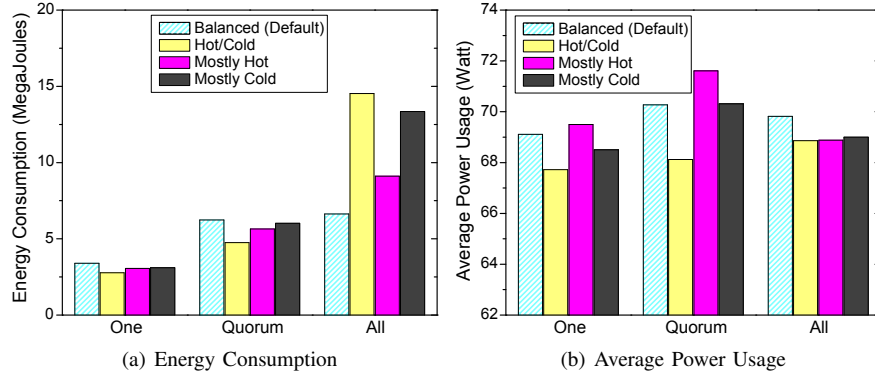 20
15
10
5
0
Energy Consumption (MegaJoules)
Balanced (Default)
Hot/Cold
Mostly Hot
Mostly Cold
One Quorum All
(a) Energy Consumption
74
72
70
68
66
64
62
Average Power Usage (Watt)
Balanced (Default)
Hot/Cold
Mostly Hot
Mostly Cold
One Quorum All
(b) Average Power Usage